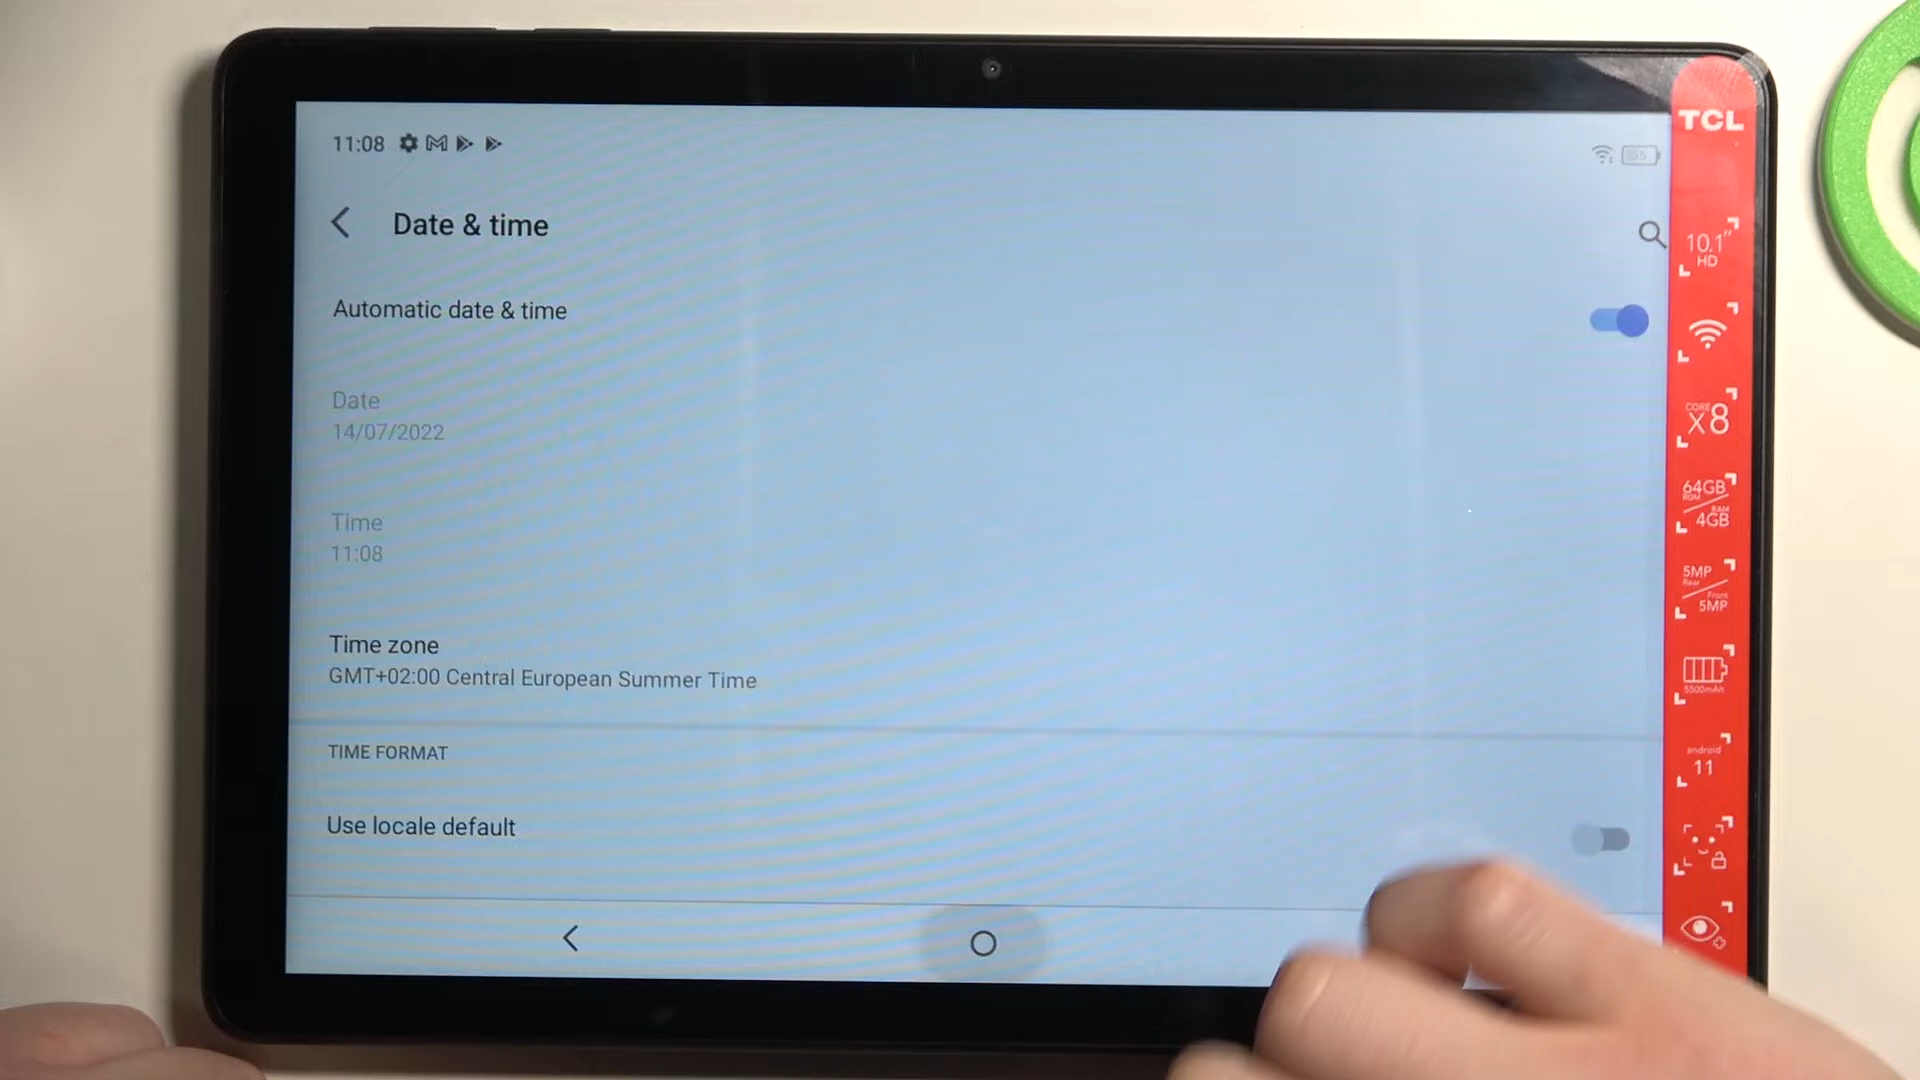 11:08
Date & time
Automatic date & time
Date
14/07/2022
Time
11:08
Time zone
GMT+02:00 Central European Summer Time
TIME FORMAT
Use locale default
TCL
10.1"
HD
CORE
X8
64GB
ROM
RAM
4GB
5MP
Rear
Front
5MP
5500mAh
android
11